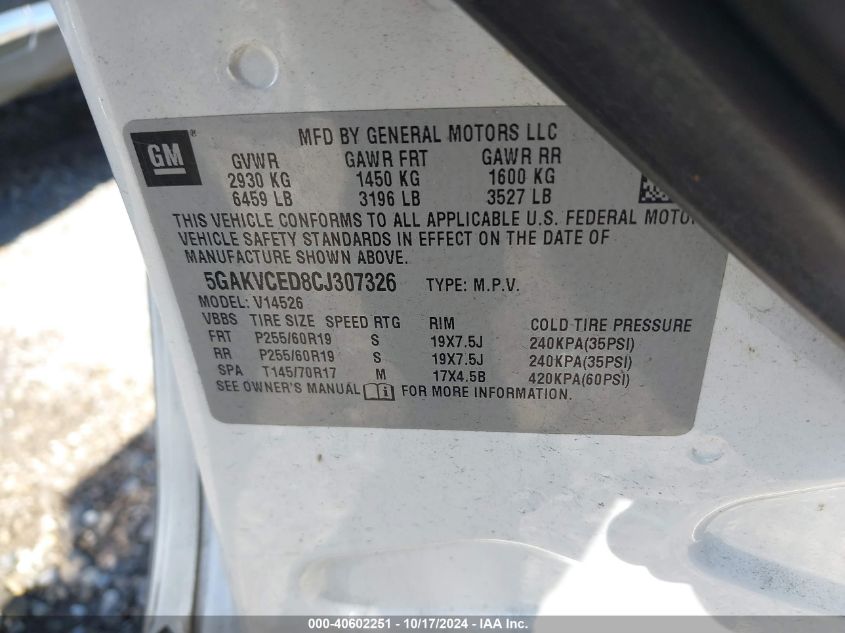 GM ®
MFD BY GENERAL MOTORS LLC
GVWR GAWR FRT GAWR RR
2930 KG 1450 KG 1600 KG
6459 LB 3196 LB 3527 LB
THIS VEHICLE CONFORMS TO ALL APPLICABLE U.S. FEDERAL MOTOR
VEHICLE SAFETY STANDARDS IN EFFECT ON THE DATE OF
MANUFACTURE SHOWN ABOVE.
5GAKVCED8CJ307326 TYPE: M.P.V.
MODEL: V14526
VBBS TIRE SIZE SPEED RTG RIM COLD TIRE PRESSURE
FRT P255/60R19 S 19X7.5J 240KPA(35PSI)
RR P255/60R19 S 19X7.5J 240KPA(35PSI)
SPA T145/70R17 M 17X4.5B 420KPA(60PSI)
SEE OWNER'S MANUAL FOR MORE INFORMATION.
000-40602251 - 10/17/2024 - IAA Inc.